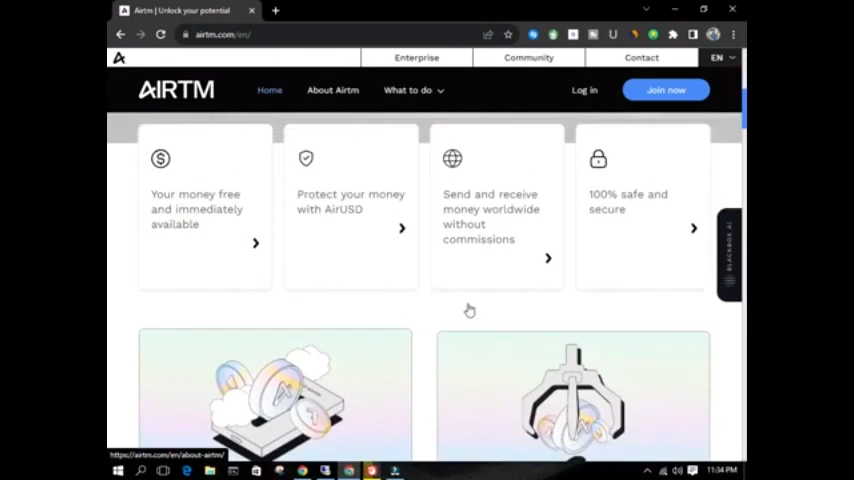 Airtm | Unlock your potential
airtm.com/en/
Enterprise
Community
Contact
EN
AIRTM
Home
About Airtm
What to do
Log in
Join now
Your money free
and immediately
available
Protect your money
with AirUSD
Send and receive
money worldwide
without
commissions
100% safe and
secure
BLACKBOX AI
https://airtm.com/en/about-airtm/
11:34 PM